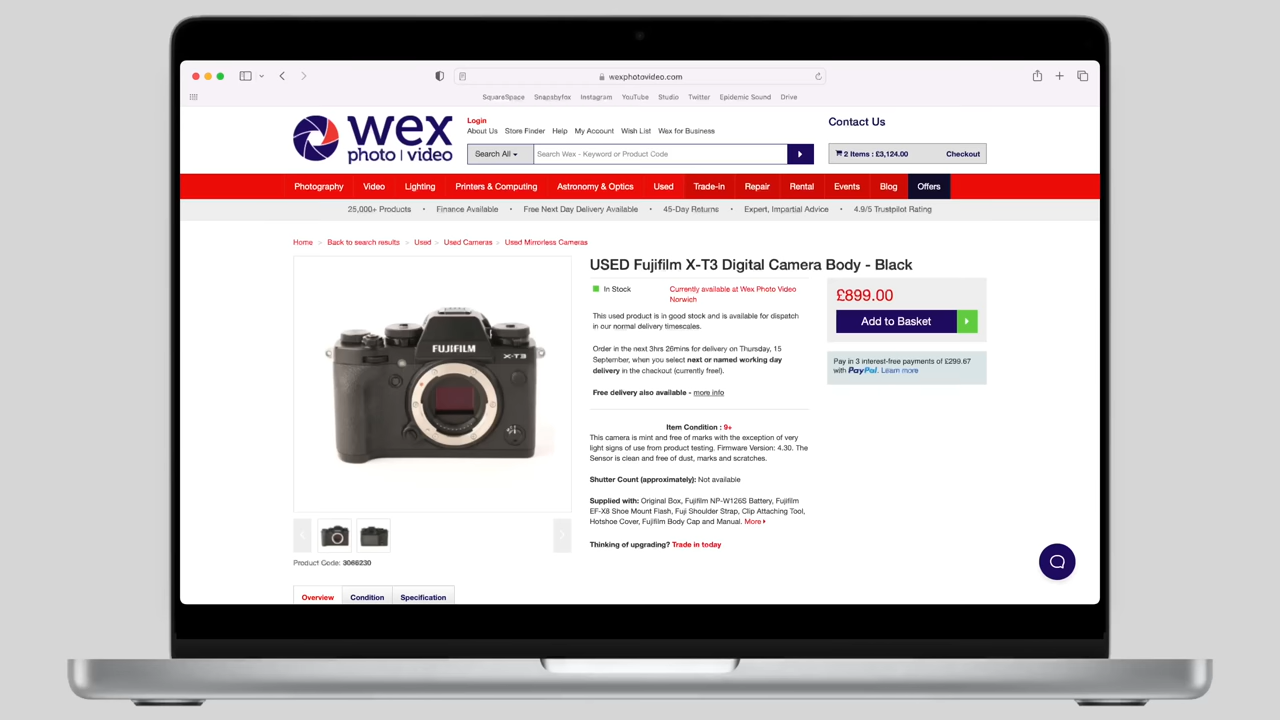 wexphotovideo.com
SquareSpace Snapsbyfox Instagram YouTube Studio Twitter Epidemic Sound Drive
wex
photo | video
Login
About Us Store Finder Help My Account Wish List Wex for Business
Search All Search Wex - Keyword or Product Code
Contact Us
2 Items : £3,124.00 Checkout
Photography Video Lighting Printers & Computing Astronomy & Optics Used Trade-in Repair Rental Events Blog Offers
25,000+ Products • Finance Available • Free Next Day Delivery Available • 45-Day Returns • Expert, Impartial Advice • 4.9/5 Trustpilot Rating
Home > Back to search results > Used > Used Cameras > Used Mirrorless Cameras
FUJIFILM
X-T3
Product Code: 3066230
Overview Condition Specification
USED Fujifilm X-T3 Digital Camera Body - Black
In Stock
Currently available at Wex Photo Video
Norwich
This used product is in good stock and is available for dispatch
in our normal delivery timescales.
Order in the next 3hrs 26mins for delivery on Thursday, 15
September, when you select next or named working day
delivery in the checkout (currently free!).
Free delivery also available - more info
Item Condition : 9+
This camera is mint and free of marks with the exception of very
light signs of use from product testing. Firmware Version: 4.30. The
Sensor is clean and free of dust, marks and scratches.
Shutter Count (approximately): Not available
Supplied with: Original Box, Fujifilm NP-W126S Battery, Fujifilm
EF-X8 Shoe Mount Flash, Fuji Shoulder Strap, Clip Attaching Tool,
Hotshoe Cover, Fujifilm Body Cap and Manual. More
Thinking of upgrading? Trade in today
£899.00
Add to Basket
Pay in 3 interest-free payments of £299.67
with PayPal. Learn more